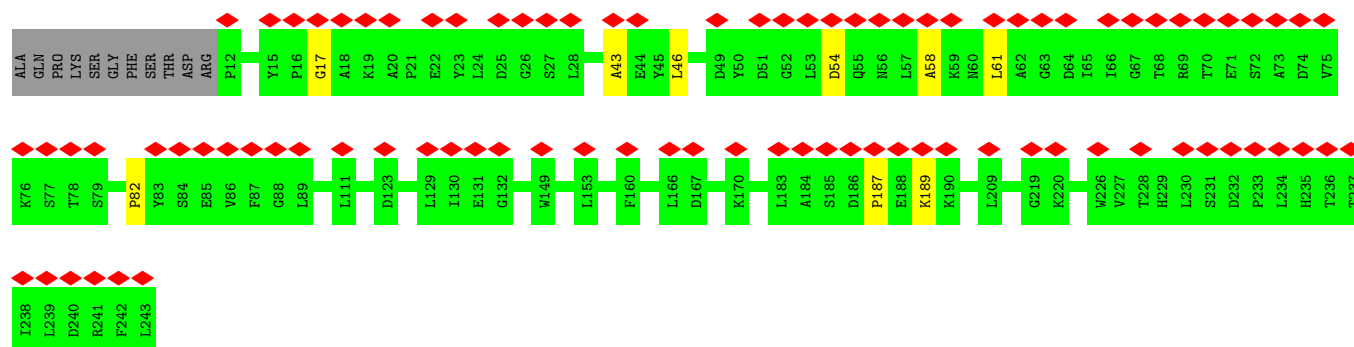 ALA GLN PRO LYS SER GLY PHE SER THR ASP ARG P12 Y15 P16 G17 A18 K19 A20 P21 E22 Y23 L24 D25 G26 S27 L28 A43 E44 Y45 L46 D49 Y50 D51 G52 L53 D54 Q55 N56 L57 A58 K59 N60 L61 A62 G63 D64 I65 I66 G67 T68 R69 T70 E71 S72 A73 D74 V75
K76 S77 T78 S79 P82 Y83 S84 E85 V86 F87 G88 L89 L111 D123 L129 I130 E131 G132 W149 L153 F160 L166 D167 K170 L183 A184 S185 D186 P187 E188 K189 K190 L209 G219 K220 W226 V227 T228 H229 L230 S231 D232 P233 L234 H235 T236 T237
I238 L239 D240 R241 F242 L243